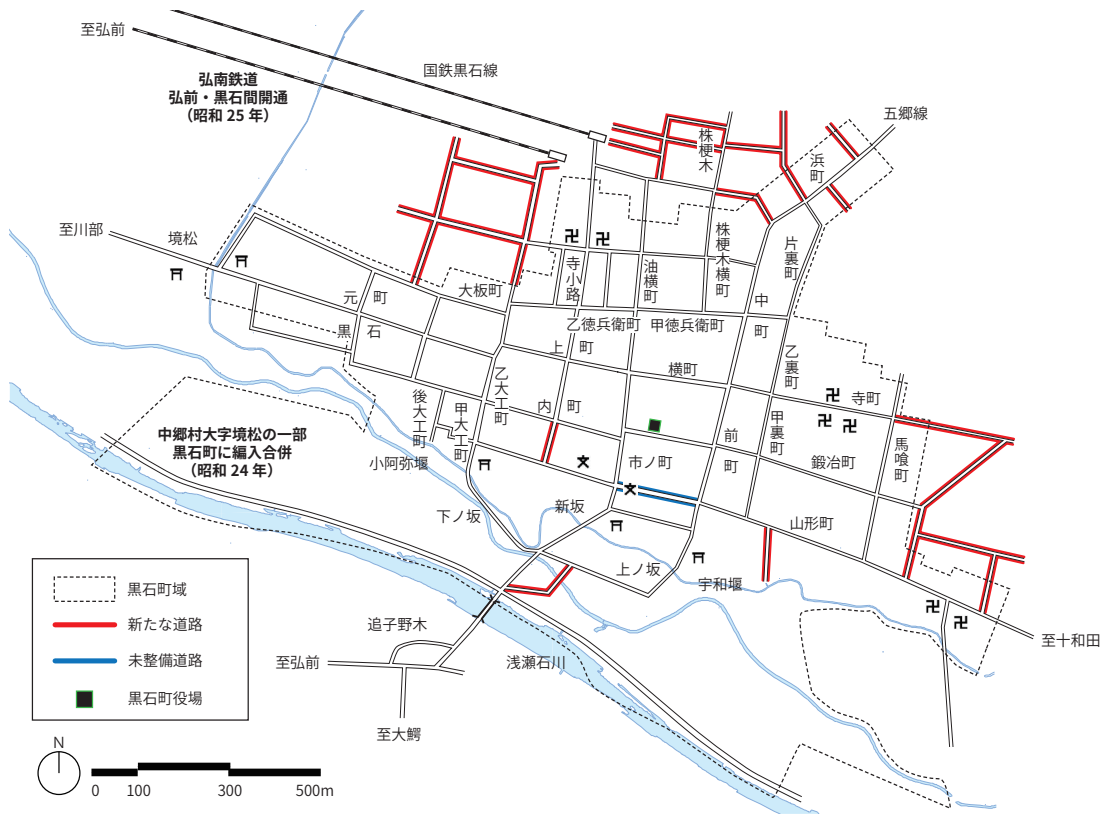 至弘前
国鉄黒石線
弘南鉄道
弘前・黒石間開通
（昭和 25 年）
五郷線
株梗木
浜町
至川部
境松
株梗木横町
片裏町
寺小路
油横町
大板町
元町
中町
乙徳兵衛町
甲徳兵衛町
黒石
上町
横町
乙裏町
乙大工町
後大工町
甲大工町
内町
寺町
前町
甲裏町
馬喰町
中郷村大字境松の一部
黒石町に編入合併
（昭和 24 年）
小阿弥堰
市ノ町
鍛冶町
下ノ坂
新坂
山形町
上ノ坂
宇和堰
黒石町域
新たな道路
未整備道路
黒石町役場
追子野木
至弘前
浅瀬石川
至十和田
至大鰐
N
0 100 300 500m